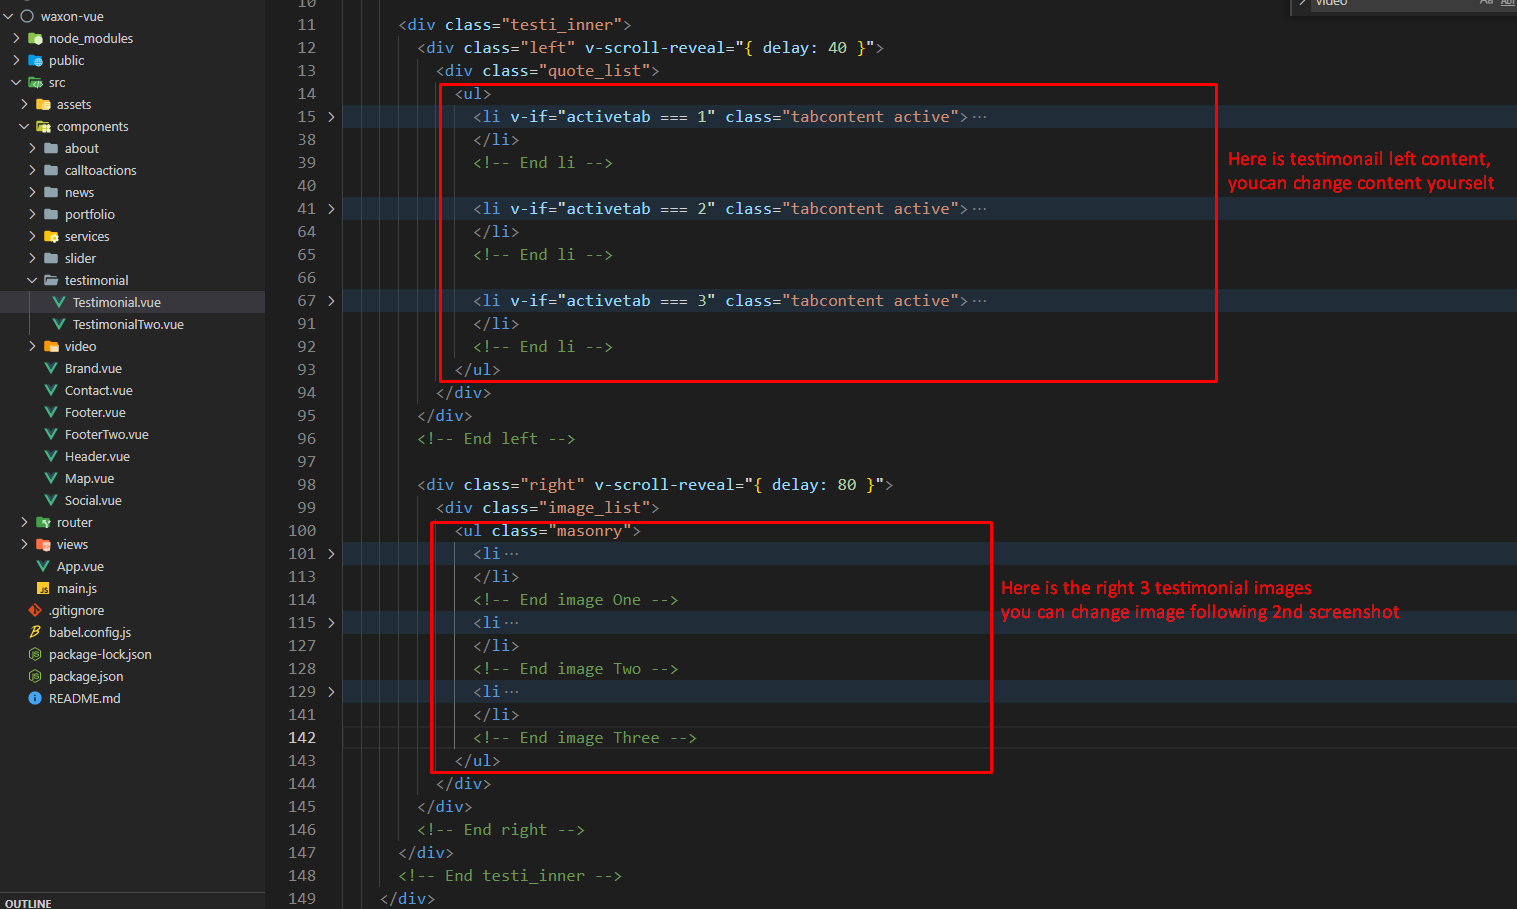 waxon-vue
node_modules
public
src
assets
components
about
calltoactions
news
portfolio
services
slider
testimonial
Testimonial.vue
TestimonialTwo.vue
video
Brand.vue
Contact.vue
Footer.vue
FooterTwo.vue
Header.vue
Map.vue
Social.vue
router
views
App.vue
main.js
.gitignore
babel.config.js
package-lock.json
package.json
README.md
OUTLINE
video
10
11 <div class="testi_inner">
12 <div class="left" v-scroll-reveal="{ delay: 40 }">
13 <div class="quote_list">
14 <ul>
15 <li v-if="activetab === 1" class="tabcontent active">···
38 </li>
39 <!-- End li -->
40
41 <li v-if="activetab === 2" class="tabcontent active">···
64 </li>
65 <!-- End li -->
66
67 <li v-if="activetab === 3" class="tabcontent active">···
91 </li>
92 <!-- End li -->
93 </ul>
94 </div>
95 </div>
96 <!-- End left -->
97
98 <div class="right" v-scroll-reveal="{ delay: 80 }">
99 <div class="image_list">
100 <ul class="masonry">
101 <li···
113 </li>
114 <!-- End image One -->
115 <li···
127 </li>
128 <!-- End image Two -->
129 <li···
141 </li>
142 <!-- End image Three -->
143 </ul>
144 </div>
145 </div>
146 <!-- End right -->
147 </div>
148 <!-- End testi_inner -->
149 </div>
Here is testimonail left content,
youcan change content yourselt
Here is the right 3 testimonial images
you can change image following 2nd screenshot